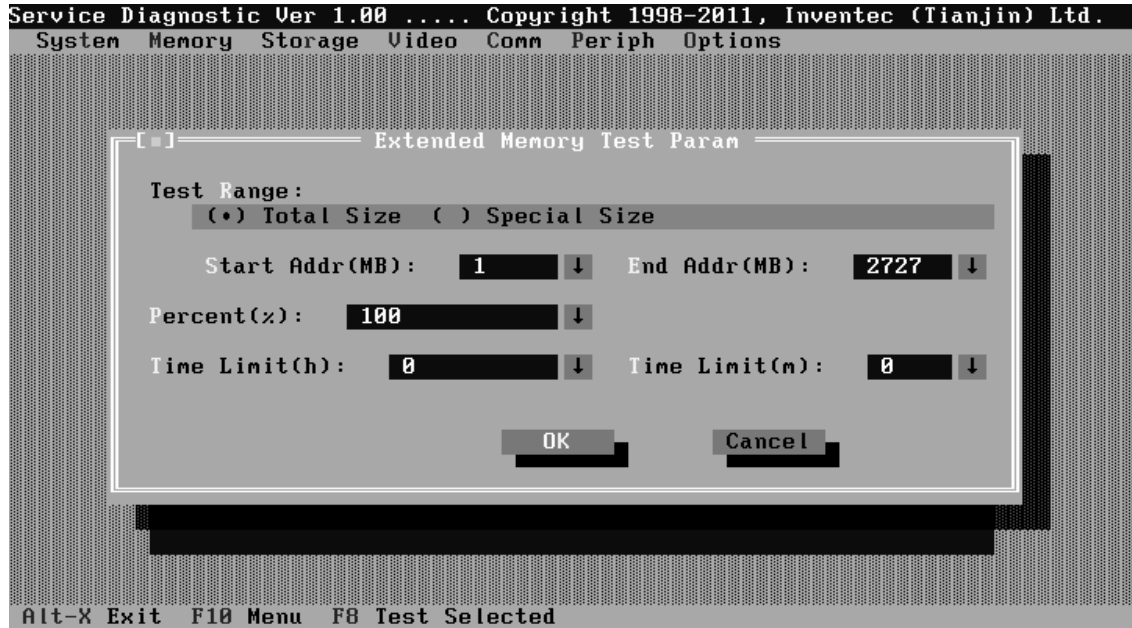 Service Diagnostic Ver 1.00 ..... Copyright 1998-2011, Inventec (Tianjin) Ltd.
System Memory Storage Video Comm Periph Options
[■] Extended Memory Test Param
Test Range:
(•) Total Size ( ) Special Size
Start Addr(MB): 1 ↓ End Addr(MB): 2727 ↓
Percent(%): 100 ↓
Time Limit(h): 0 ↓ Time Limit(m): 0 ↓
OK Cancel
Alt-X Exit F10 Menu F8 Test Selected